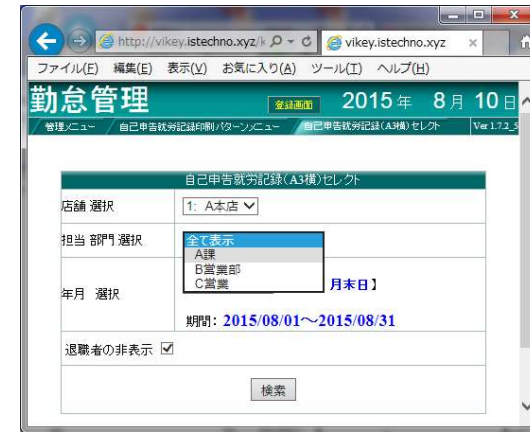 http://vikey.istechno.xyz/k
vikey.istechno.xyz
ファイル(F) 編集(E) 表示(V) お気に入り(A) ツール(T) ヘルプ(H)
勤怠管理
登録画面 2015年 8月 10日
管理メニュー 自己申告就労記録印刷パターンメニュー 自己申告就労記録(A3横)セレクト Ver 1.7.2_5
自己申告就労記録(A3横)セレクト
店舗 選択 1: A本店
担当 部門 選択 全て表示
A課
B営業部
C営業
年月 選択 月末日】
期間: 2015/08/01～2015/08/31
退職者の非表示
検索